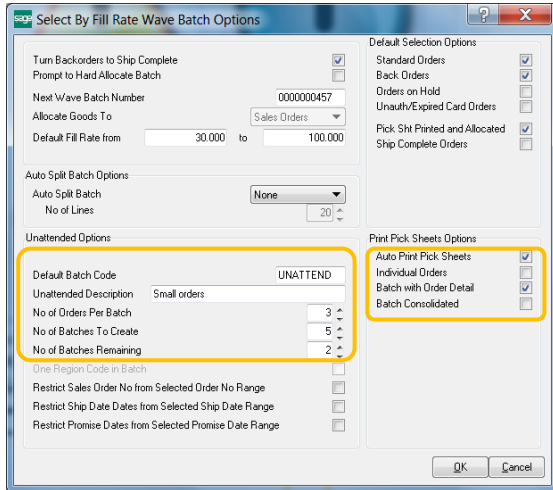 sage Select By Fill Rate Wave Batch Options
Turn Backorders to Ship Complete
Prompt to Hard Allocate Batch
Next Wave Batch Number 0000000457
Allocate Goods To Sales Orders
Default Fill Rate from 30.000 to 100.000
Default Selection Options
Standard Orders
Back Orders
Orders on Hold
Unauth/Expired Card Orders
Pick Sht Printed and Allocated
Ship Complete Orders
Auto Split Batch Options
Auto Split Batch None
No of Lines 20
Unattended Options
Default Batch Code UNATTEND
Unattended Description Small orders
No of Orders Per Batch 3
No of Batches To Create 5
No of Batches Remaining 2
One Region Code in Batch
Restrict Sales Order No from Selected Order No Range
Restrict Ship Date Dates from Selected Ship Date Range
Restrict Promise Dates from Selected Promise Date Range
Print Pick Sheets Options
Auto Print Pick Sheets
Individual Orders
Batch with Order Detail
Batch Consolidated
OK Cancel